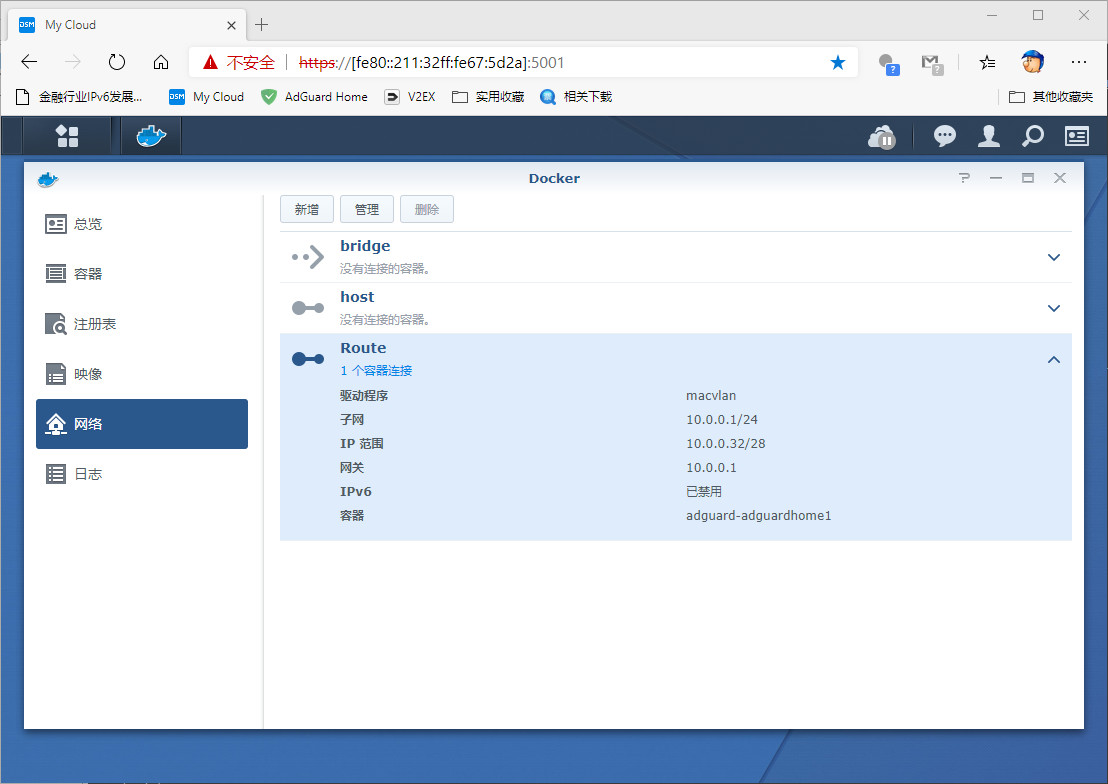 DSM My Cloud
不安全 https://[fe80::211:32ff:fe67:5d2a]:5001
金融行业IPv6发展... DSM My Cloud AdGuard Home V2EX 实用收藏 相关下载 其他收藏夹
Docker
总览
容器
注册表
映像
网络
日志
新增 管理 删除
bridge
没有连接的容器。
host
没有连接的容器。
Route
1 个容器连接
驱动程序 macvlan
子网 10.0.0.1/24
IP 范围 10.0.0.32/28
网关 10.0.0.1
IPv6 已禁用
容器 adguard-adguardhome1